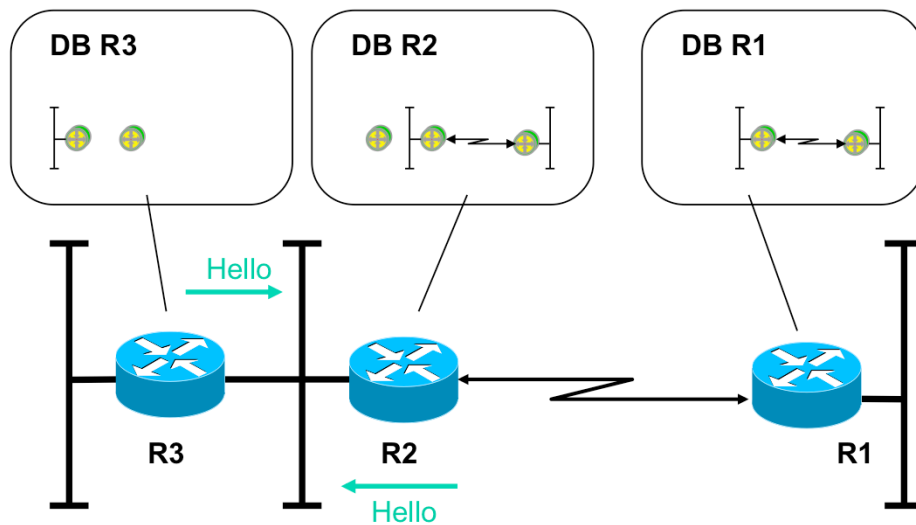 DB R3
DB R2
DB R1
Hello
R3
R2
R1
Hello